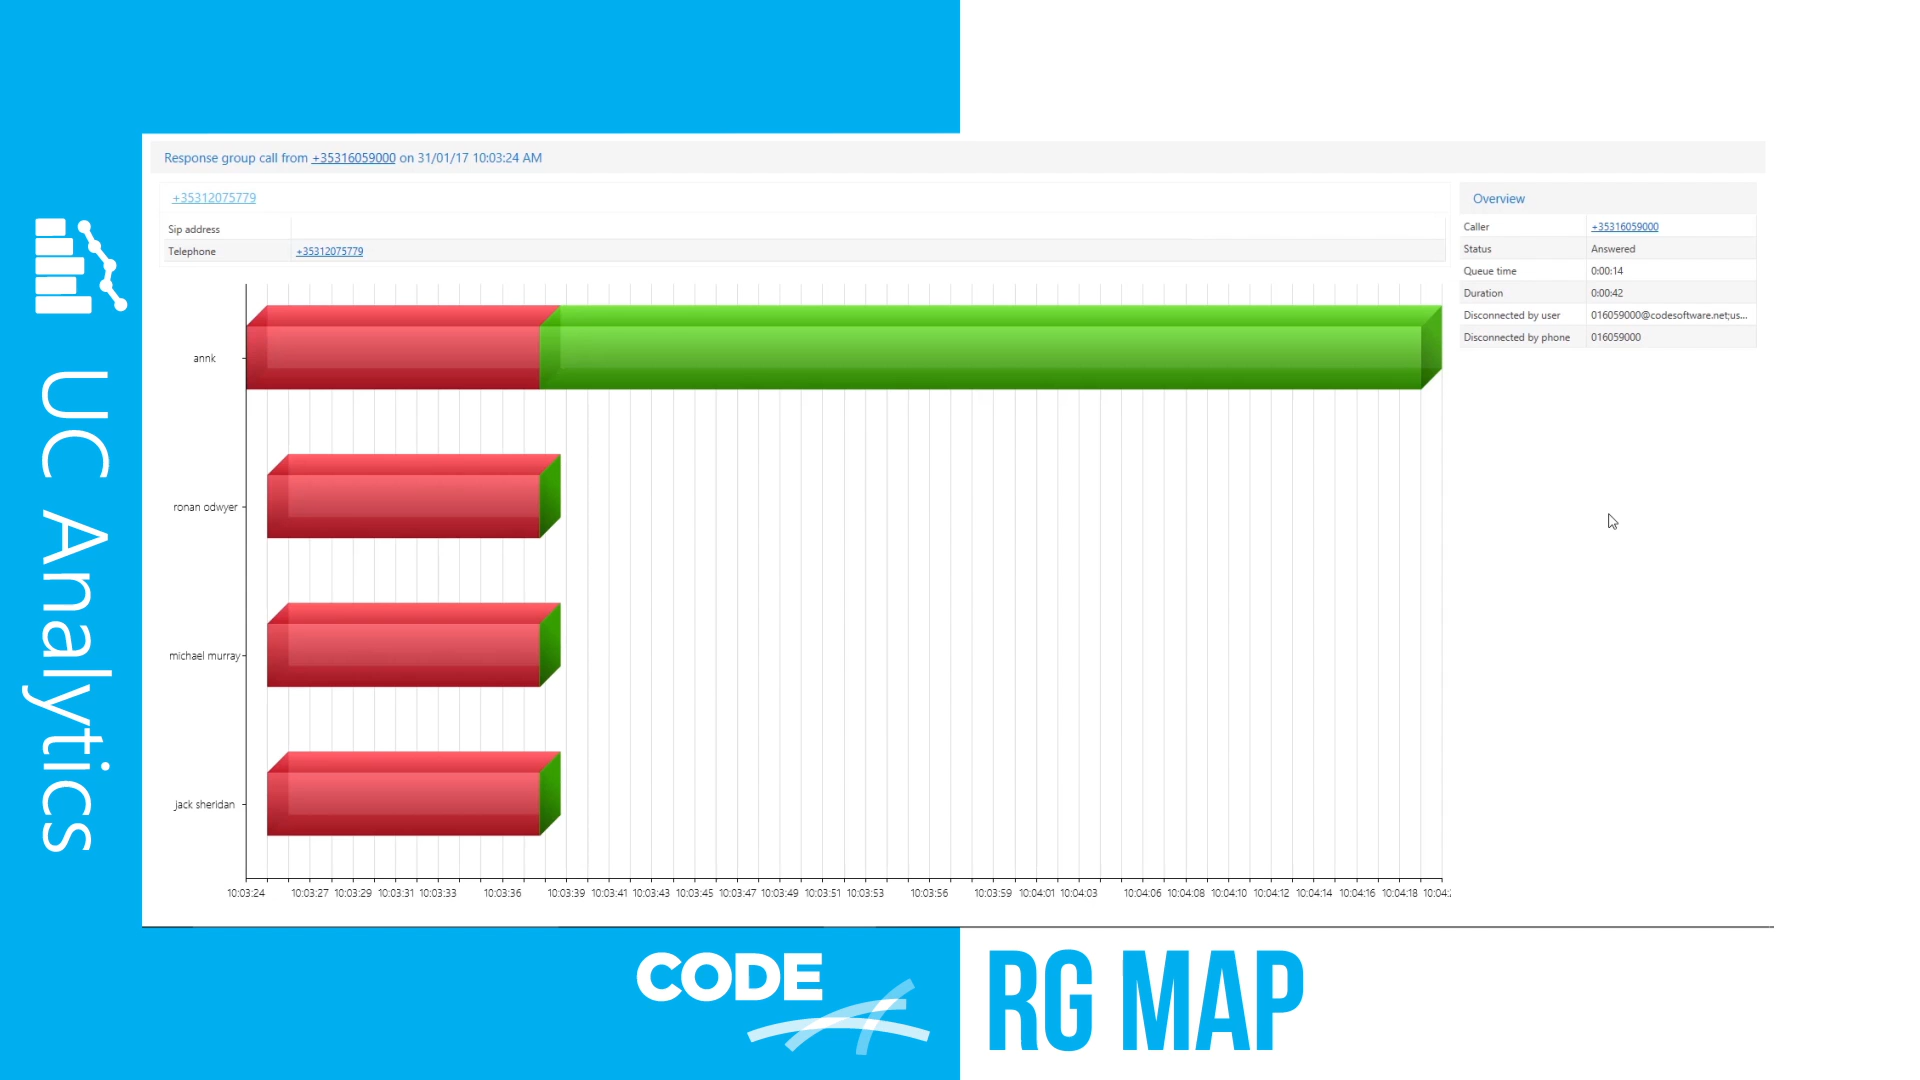 Response group call from +35316059000 on 31/01/17 10:03:24 AM
+35312075779
Sip address
Telephone +35312075779
Overview
Caller +35316059000
Status Answered
Queue time 0:00:14
Duration 0:00:42
Disconnected by user 016059000@codesoftware.net;us...
Disconnected by phone 016059000
annk
ronan odwyer
michael murray
jack sheridan
10:03:24 10:03:27 10:03:29 10:03:31 10:03:33 10:03:36 10:03:39 10:03:41 10:03:43 10:03:45 10:03:47 10:03:49 10:03:51 10:03:53 10:03:56 10:03:59 10:04:01 10:04:03 10:04:06 10:04:08 10:04:10 10:04:12 10:04:14 10:04:16 10:04:18
UC Analytics
CODE
RG MAP